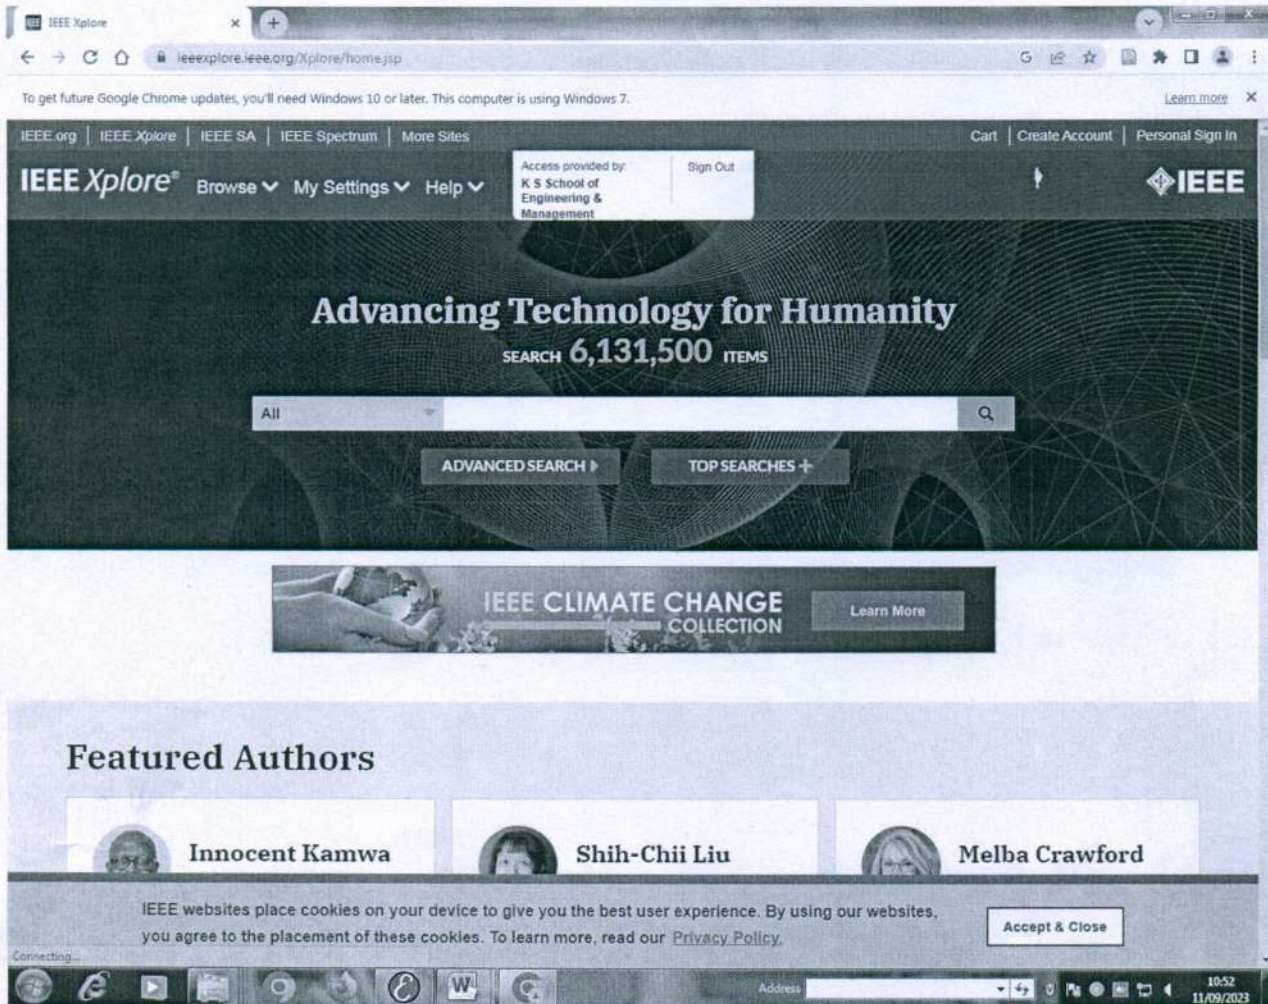 IEEE Xplore
ieeexplore.ieee.org/Xplore/home.jsp
To get future Google Chrome updates, you'll need Windows 10 or later. This computer is using Windows 7.
Learn more
IEEE.org | IEEE Xplore | IEEE SA | IEEE Spectrum | More Sites
Cart | Create Account | Personal Sign In
IEEE Xplore®
Browse
My Settings
Help
Access provided by:
K S School of
Engineering &
Management
Sign Out
IEEE
Advancing Technology for Humanity
SEARCH 6,131,500 ITEMS
All
ADVANCED SEARCH
TOP SEARCHES +
IEEE CLIMATE CHANGE
COLLECTION
Learn More
Featured Authors
Innocent Kamwa
Shih-Chii Liu
Melba Crawford
IEEE websites place cookies on your device to give you the best user experience. By using our websites,
you agree to the placement of these cookies. To learn more, read our Privacy Policy.
Accept & Close
Connecting...
Address
10:52
11/09/2023